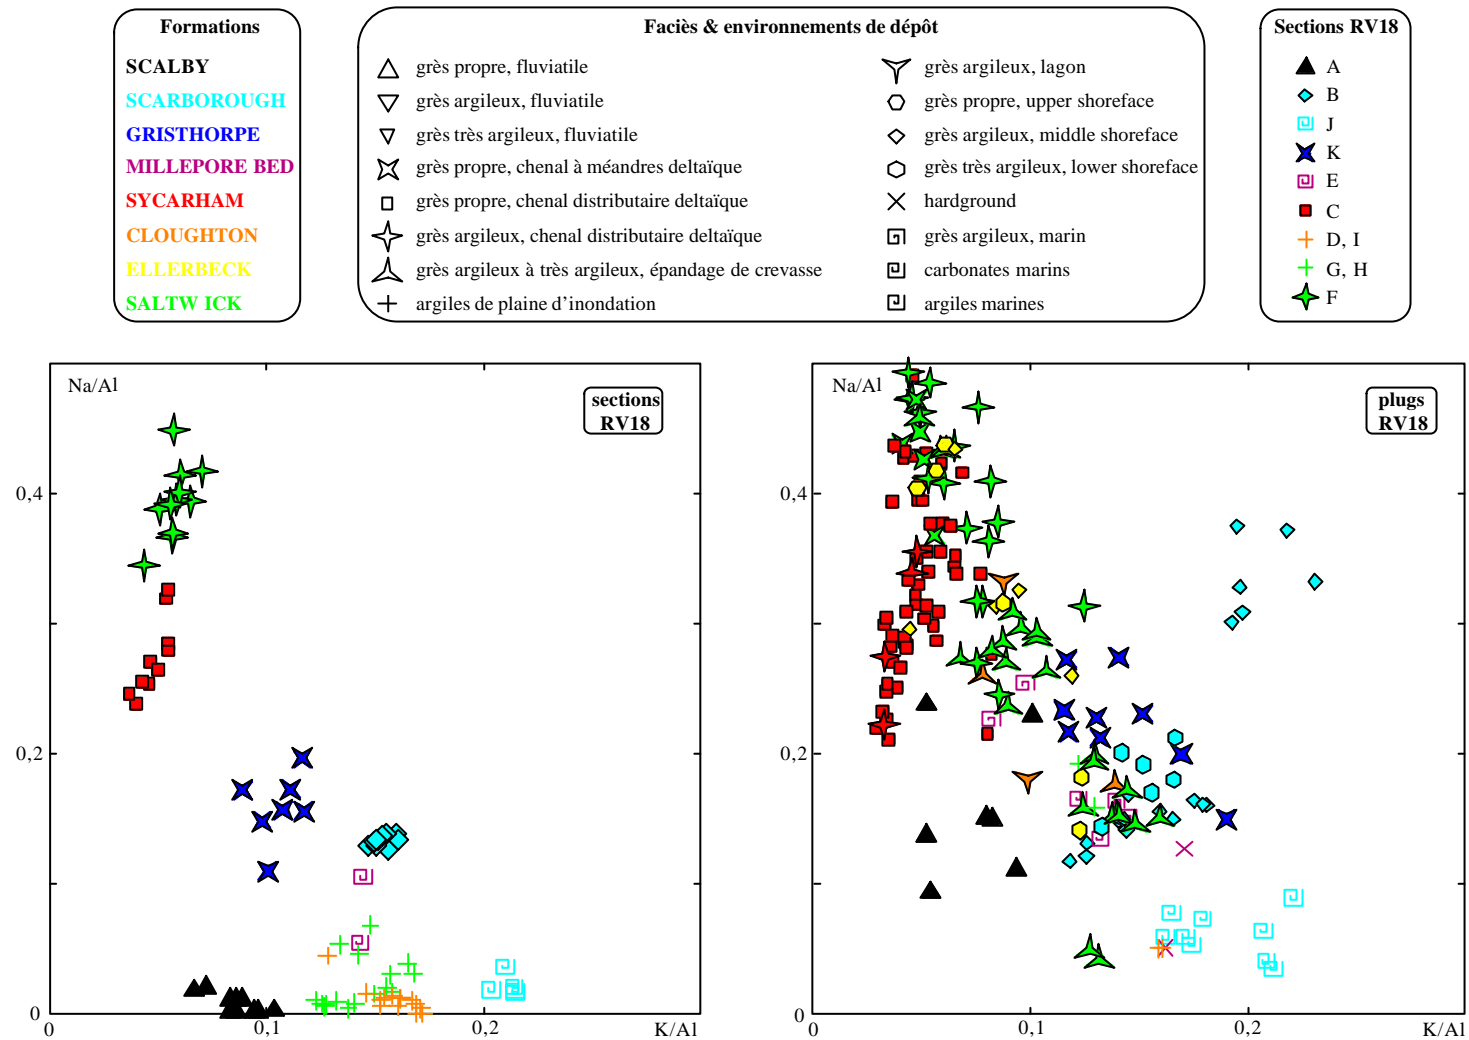 Formations
SCALBY
SCARBOROUGH
GRISTHORPE
MILLEPORE BED
SYCARHAM
CLOUGHTON
ELLERBECK
SALTW ICK
Faciès & environnements de dépôt
grès propre, fluviatile
grès argileux, fluviatile
grès très argileux, fluviatile
grès propre, chenal à méandres deltaïque
grès propre, chenal distributaire deltaïque
grès argileux, chenal distributaire deltaïque
grès argileux à très argileux, épandage de crevasse
argiles de plaine d'inondation
grès argileux, lagon
grès propre, upper shoreface
grès argileux, middle shoreface
grès très argileux, lower shoreface
hardground
grès argileux, marin
carbonates marins
argiles marines
Sections RV18
A
B
J
K
E
C
D, I
G, H
F
Na/Al
sections
RV18
0,4
0,2
0
0
0,1
0,2
K/Al
Na/Al
plugs
RV18
0,4
0,2
0
0
0,1
0,2
K/Al